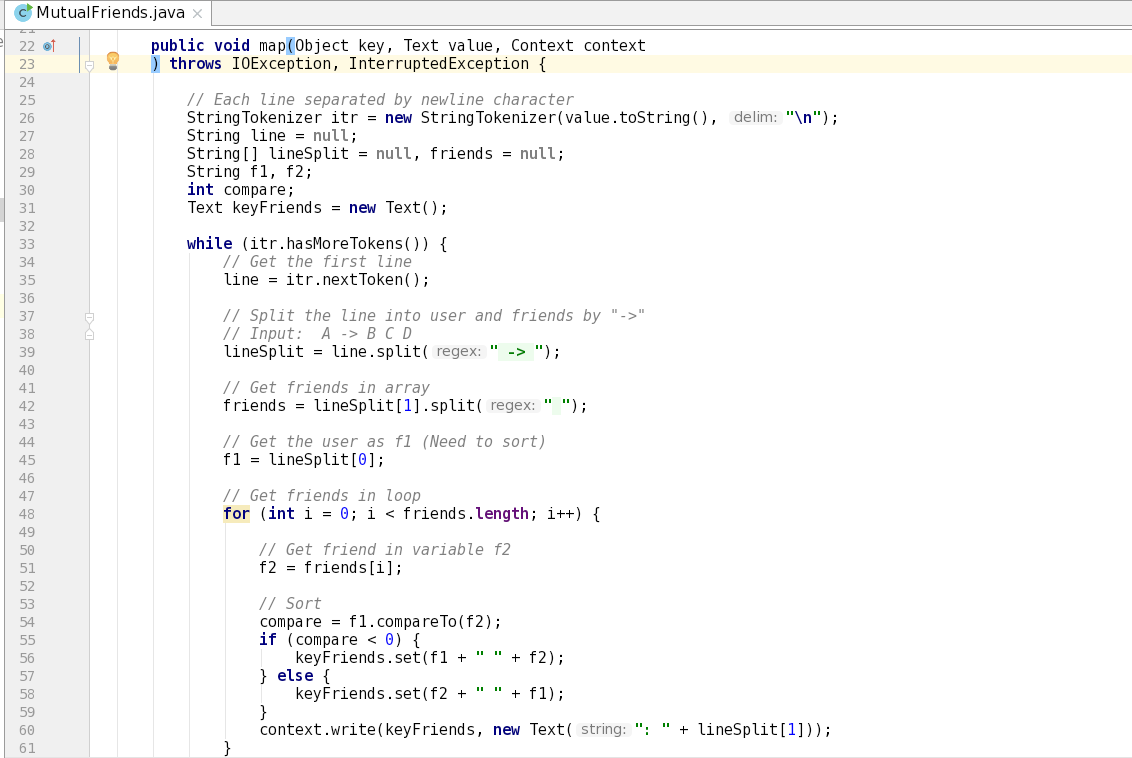 MutualFriends.java
22 public void map(Object key, Text value, Context context
23 ) throws IOException, InterruptedException {
24
25 // Each line separated by newline character
26 StringTokenizer itr = new StringTokenizer(value.toString(), delim: "\n");
27 String line = null;
28 String[] lineSplit = null, friends = null;
29 String f1, f2;
30 int compare;
31 Text keyFriends = new Text();
32
33 while (itr.hasMoreTokens()) {
34 // Get the first line
35 line = itr.nextToken();
36
37 // Split the line into user and friends by "->"
38 // Input:  A -> B C D
39 lineSplit = line.split( regex: " -> ");
40
41 // Get friends in array
42 friends = lineSplit[1].split( regex: " ");
43
44 // Get the user as f1 (Need to sort)
45 f1 = lineSplit[0];
46
47 // Get friends in loop
48 for (int i = 0; i < friends.length; i++) {
49
50 // Get friend in variable f2
51 f2 = friends[i];
52
53 // Sort
54 compare = f1.compareTo(f2);
55 if (compare < 0) {
56 keyFriends.set(f1 + " " + f2);
57 } else {
58 keyFriends.set(f2 + " " + f1);
59 }
60 context.write(keyFriends, new Text( string: ": " + lineSplit[1]));
61 }